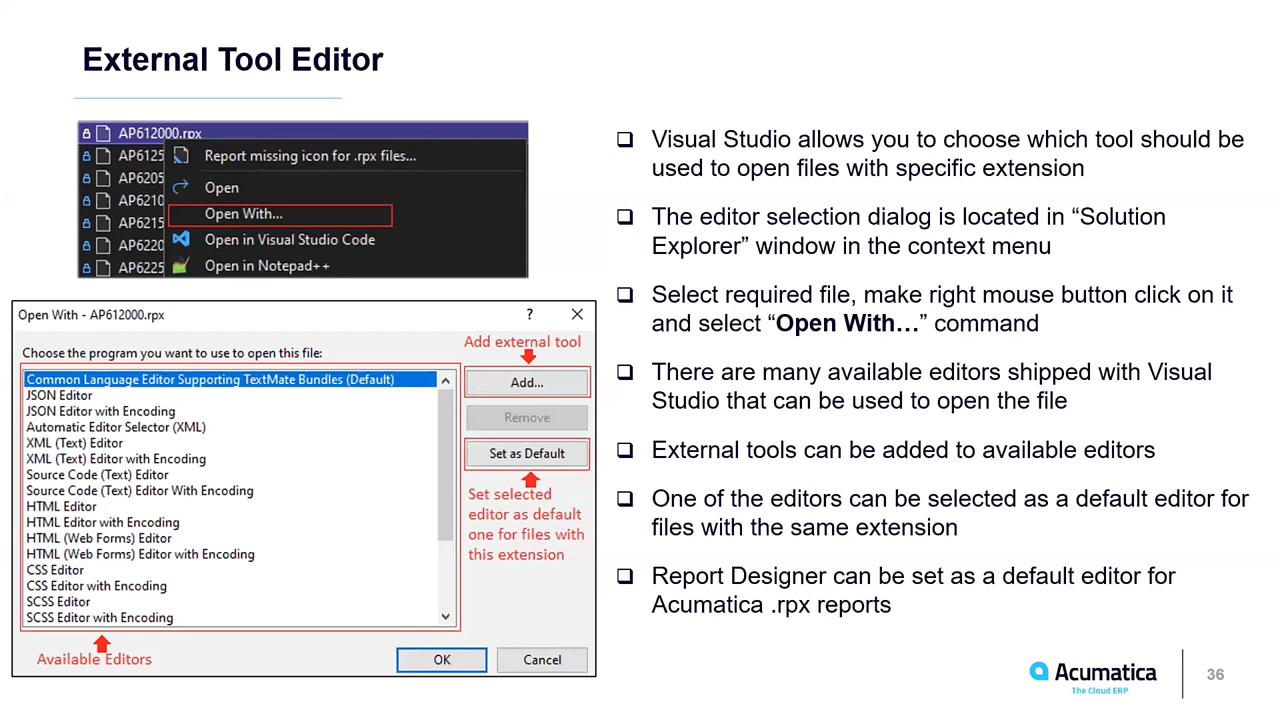 External Tool Editor
AP612000.rpx
AP6125
Report missing icon for .rpx files...
AP6205
Open
AP6210
Open With...
AP6215
Open in Visual Studio Code
AP6220
AP6225
Open in Notepad++
Open With - AP612000.rpx
?
Choose the program you want to use to open this file:
Add external tool
Common Language Editor Supporting TextMate Bundles (Default)
JSON Editor
JSON Editor with Encoding
Automatic Editor Selector (XML)
XML (Text) Editor
XML (Text) Editor with Encoding
Source Code (Text) Editor
Source Code (Text) Editor With Encoding
HTML Editor
HTML Editor with Encoding
HTML (Web Forms) Editor
HTML (Web Forms) Editor with Encoding
CSS Editor
CSS Editor with Encoding
SCSS Editor
SCSS Editor with Encoding
Add...
Remove
Set as Default
Set selected
editor as default
one for files with
this extension
Available Editors
OK
Cancel
Visual Studio allows you to choose which tool should be
used to open files with specific extension
The editor selection dialog is located in “Solution
Explorer” window in the context menu
Select required file, make right mouse button click on it
and select “Open With…” command
There are many available editors shipped with Visual
Studio that can be used to open the file
External tools can be added to available editors
One of the editors can be selected as a default editor for
files with the same extension
Report Designer can be set as a default editor for
Acumatica .rpx reports
Acumatica
The Cloud ERP
36